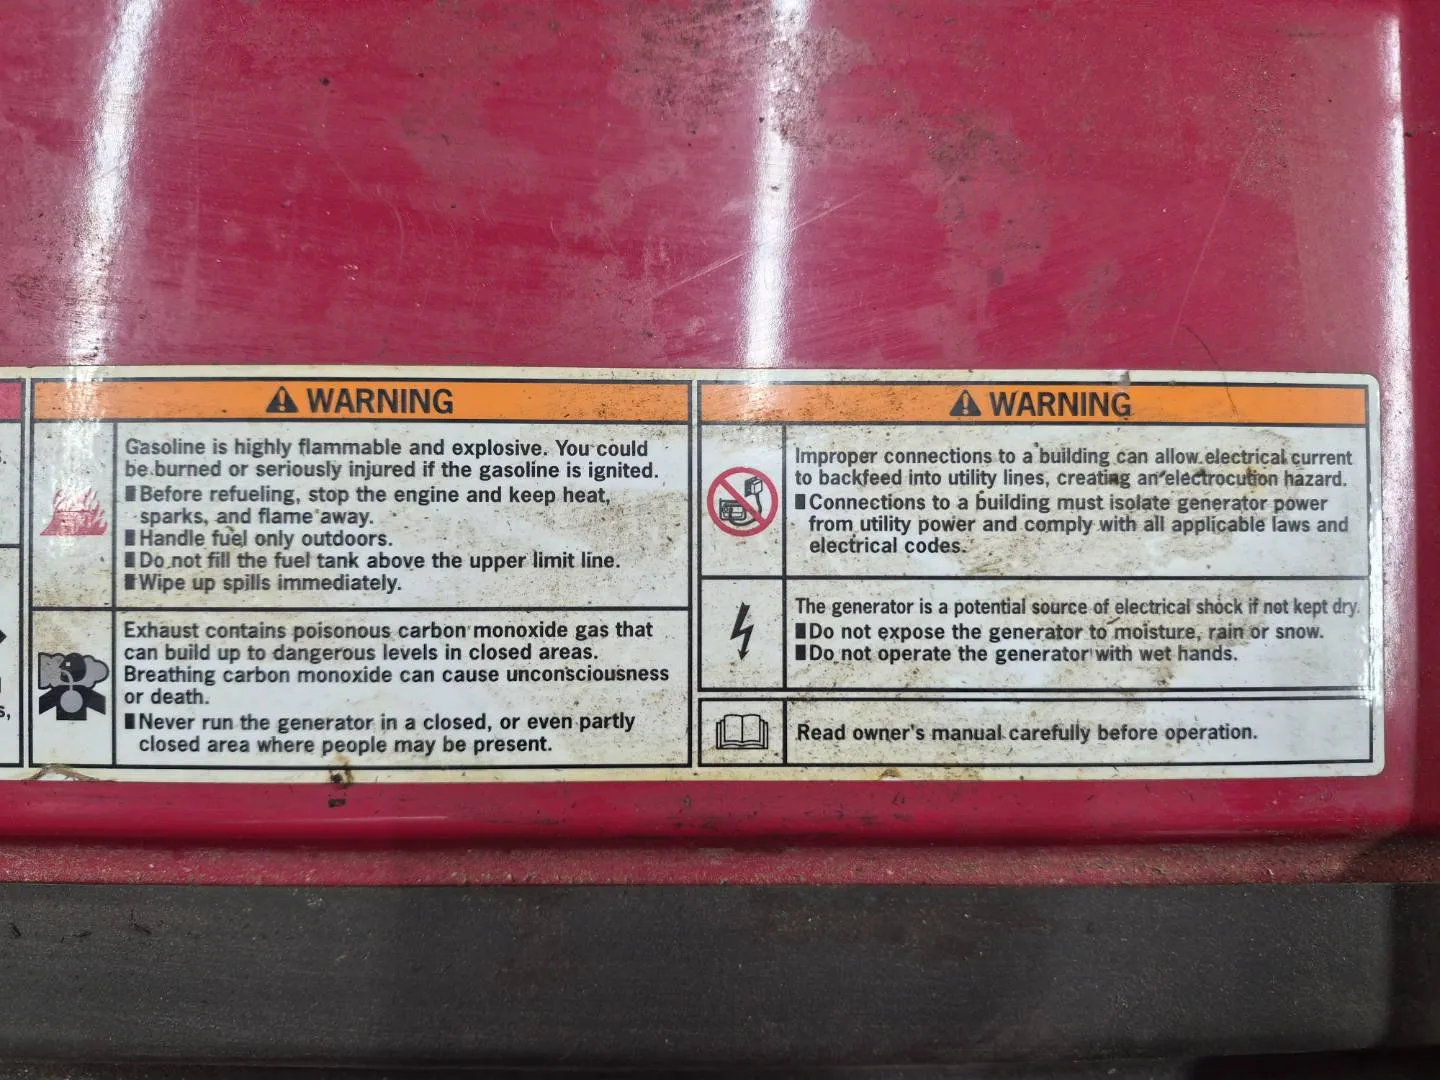 WARNING
Gasoline is highly flammable and explosive. You could
be burned or seriously injured if the gasoline is ignited.
Before refueling, stop the engine and keep heat,
sparks, and flame away.
Handle fuel only outdoors.
Do not fill the fuel tank above the upper limit line.
Wipe up spills immediately.
Exhaust contains poisonous carbon monoxide gas that
can build up to dangerous levels in closed areas.
Breathing carbon monoxide can cause unconsciousness
or death.
Never run the generator in a closed, or even partly
closed area where people may be present.
WARNING
Improper connections to a building can allow electrical current
to backfeed into utility lines, creating an electrocution hazard.
Connections to a building must isolate generator power
from utility power and comply with all applicable laws and
electrical codes.
The generator is a potential source of electrical shock if not kept dry.
Do not expose the generator to moisture, rain or snow.
Do not operate the generator with wet hands.
Read owner's manual carefully before operation.